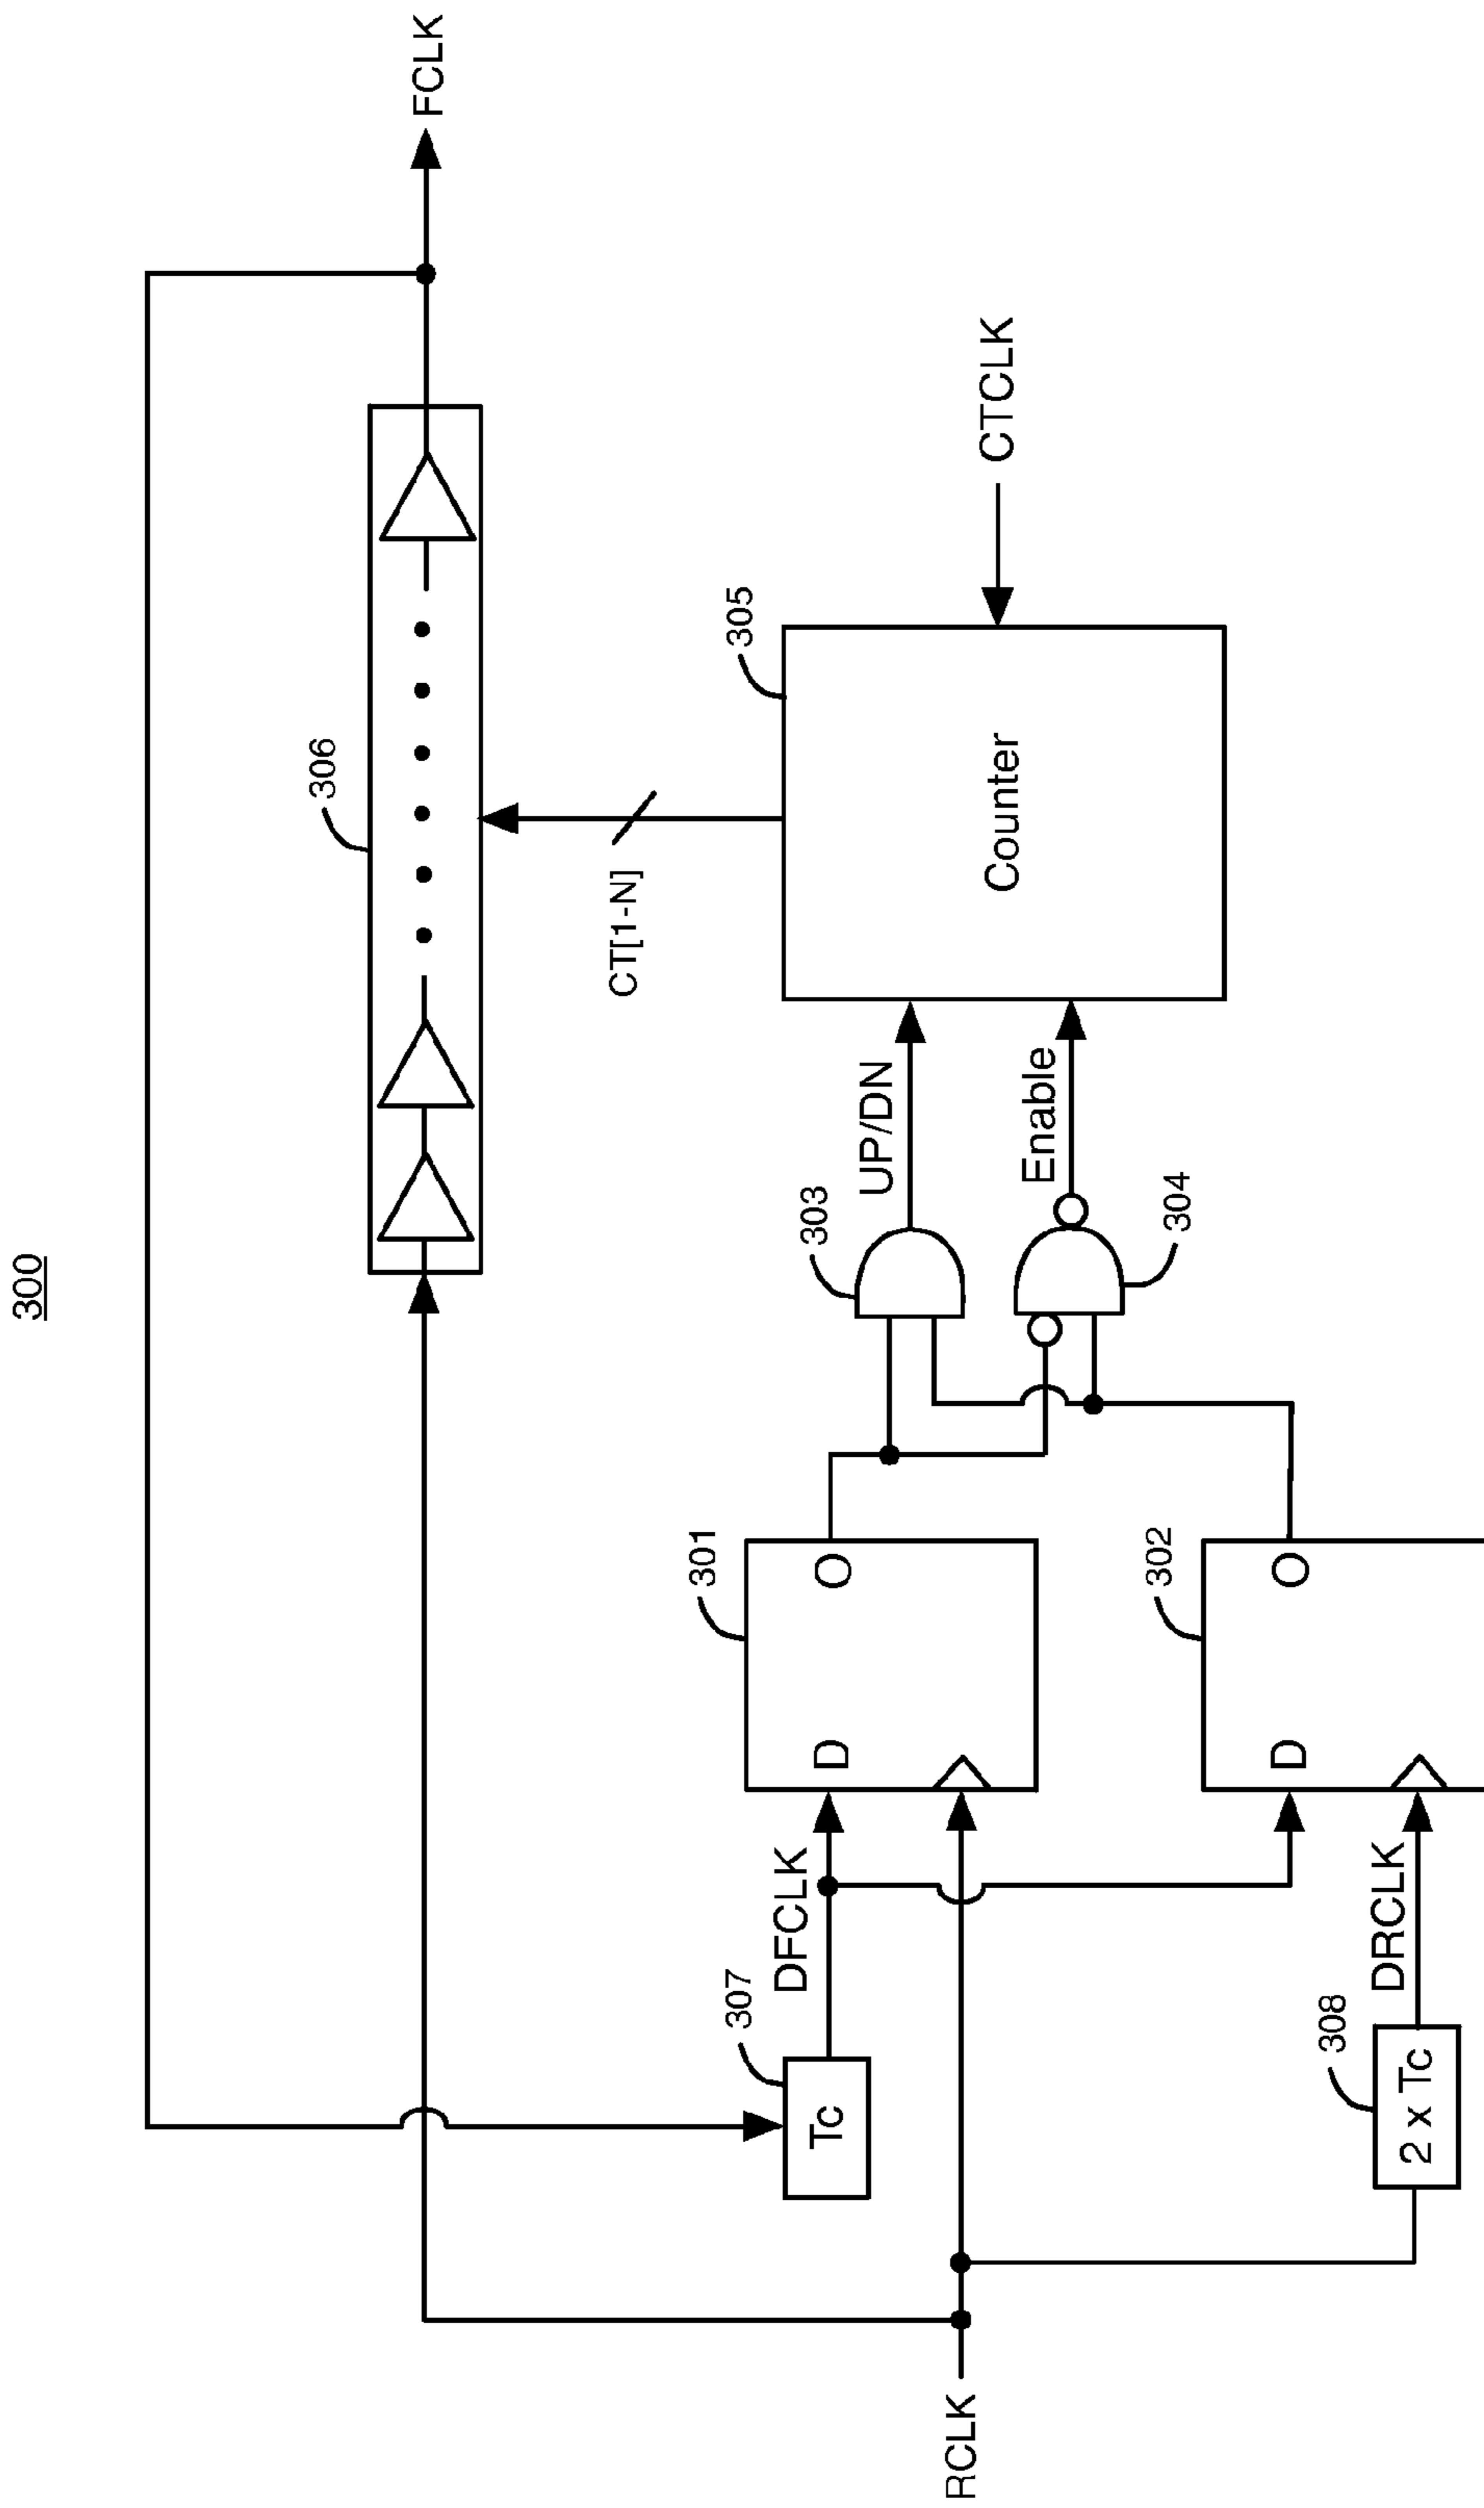 300
FCLK
306
CT[1-N]
305
Counter
CTCLK
303
UP/DN
Enable
304
301
D
O
302
D
O
307
Tc
DFCLK
308
2 x Tc
DRCLK
RCLK